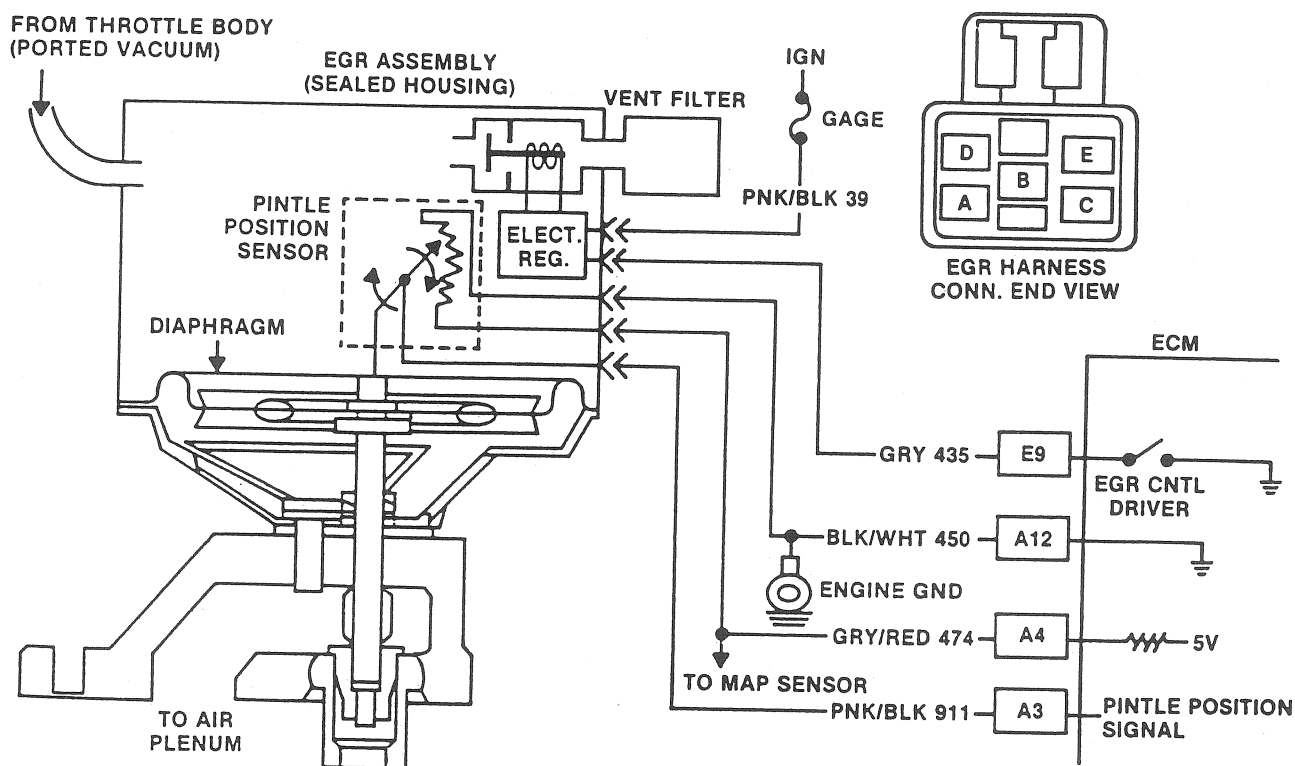 FROM THROTTLE BODY
(PORTED VACUUM)
EGR ASSEMBLY
(SEALED HOUSING)
VENT FILTER
IGN
GAGE
PNK/BLK 39
D
E
B
A
C
EGR HARNESS
CONN. END VIEW
PINTLE
POSITION
SENSOR
ELECT.
REG.
DIAPHRAGM
ECM
GRY 435
E9
EGR CNTL
DRIVER
BLK/WHT 450
A12
ENGINE GND
GRY/RED 474
A4
5V
TO MAP SENSOR
PNK/BLK 911
A3
PINTLE POSITION
SIGNAL
TO AIR
PLENUM